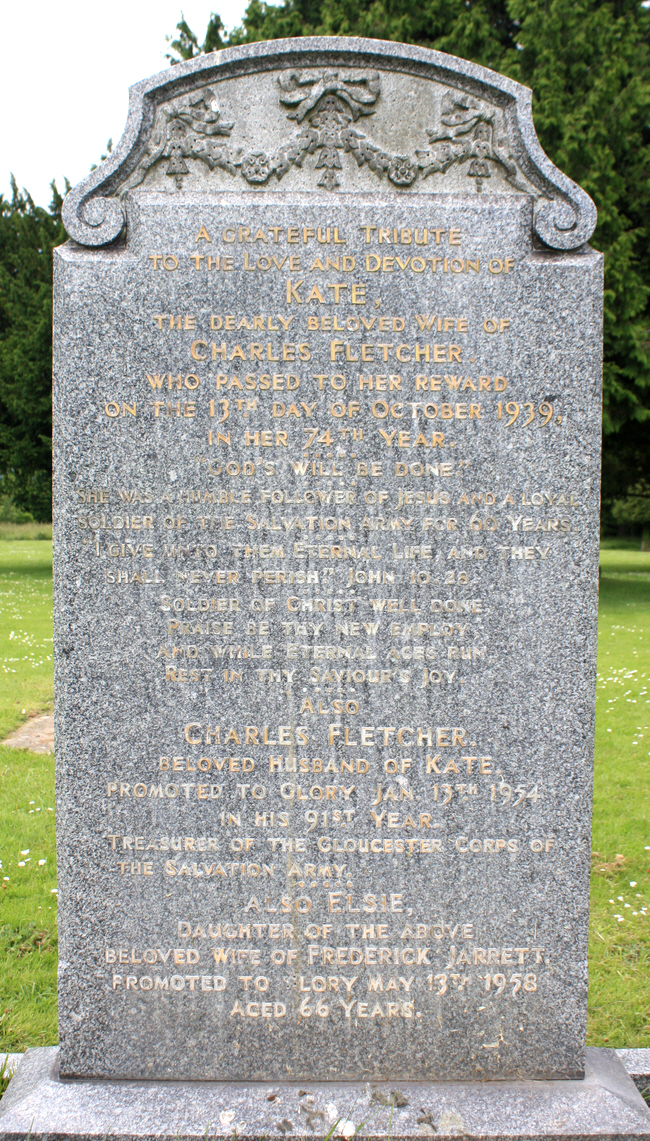 A GRATEFUL TRIBUTE
TO THE LOVE AND DEVOTION OF
KATE,
THE DEARLY BELOVED WIFE OF
CHARLES FLETCHER,
WHO PASSED TO HER REWARD
ON THE 13TH DAY OF OCTOBER 1939,
IN HER 74TH YEAR.
"GOD'S WILL BE DONE"
SHE WAS A HUMBLE FOLLOWER OF JESUS AND A LOYAL
SOLDIER OF THE SALVATION ARMY FOR 60 YEARS.
"I GIVE UNTO THEM ETERNAL LIFE, AND THEY
SHALL NEVER PERISH" JOHN 10 28.
SOLDIER OF CHRIST WELL DONE
PRAISE BE THY NEW EMPLOY
AND WHILE ETERNAL AGES RUN
REST IN THY SAVIOUR'S JOY.
ALSO
CHARLES FLETCHER,
BELOVED HUSBAND OF KATE,
PROMOTED TO GLORY JAN. 13TH 1954
IN HIS 91ST YEAR.
TREASURER OF THE GLOUCESTER CORPS OF
THE SALVATION ARMY.
ALSO ELSIE,
DAUGHTER OF THE ABOVE
BELOVED WIFE OF FREDERICK JARRETT,
PROMOTED TO LORY MAY 13TH 1958
AGED 66 YEARS.